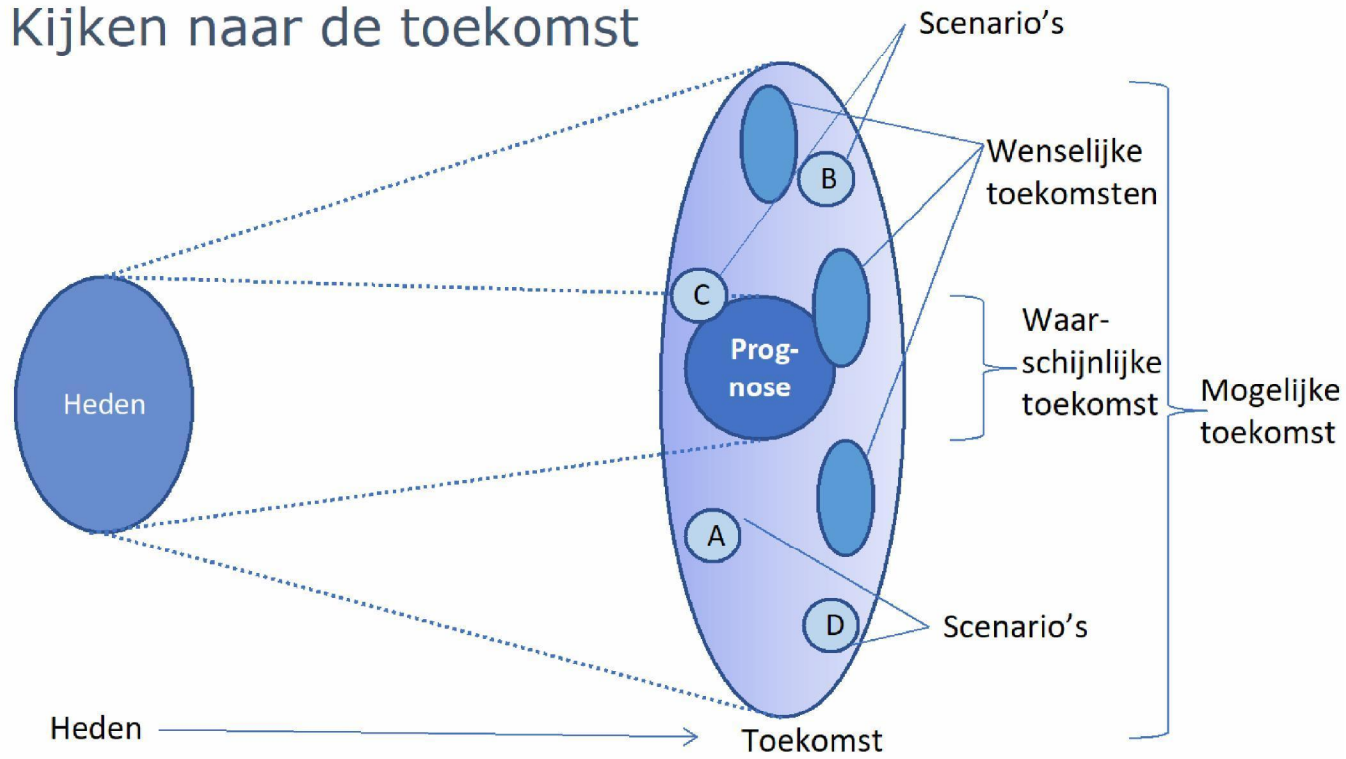 Kijken naar de toekomst
Scenario's
B
Wenselijke
toekomsten
C
Prog-
nose
Waar-
schijnlijke
toekomst
Mogelijke
toekomst
Heden
A
D
Scenario's
Heden
Toekomst